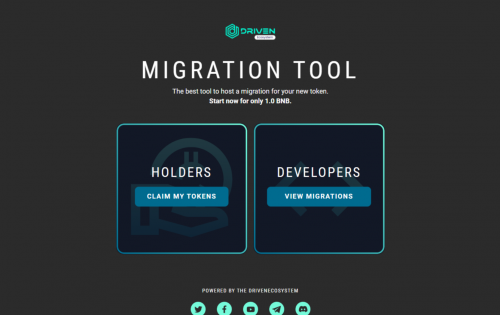 DRIVEN
MIGRATION TOOL
The best tool to host a migration for your new token.
Start now for only 1.0 BNB.
HOLDERS
CLAIM MY TOKENS
DEVELOPERS
VIEW MIGRATIONS
POWERED BY THE DRIVENECOSYSTEM